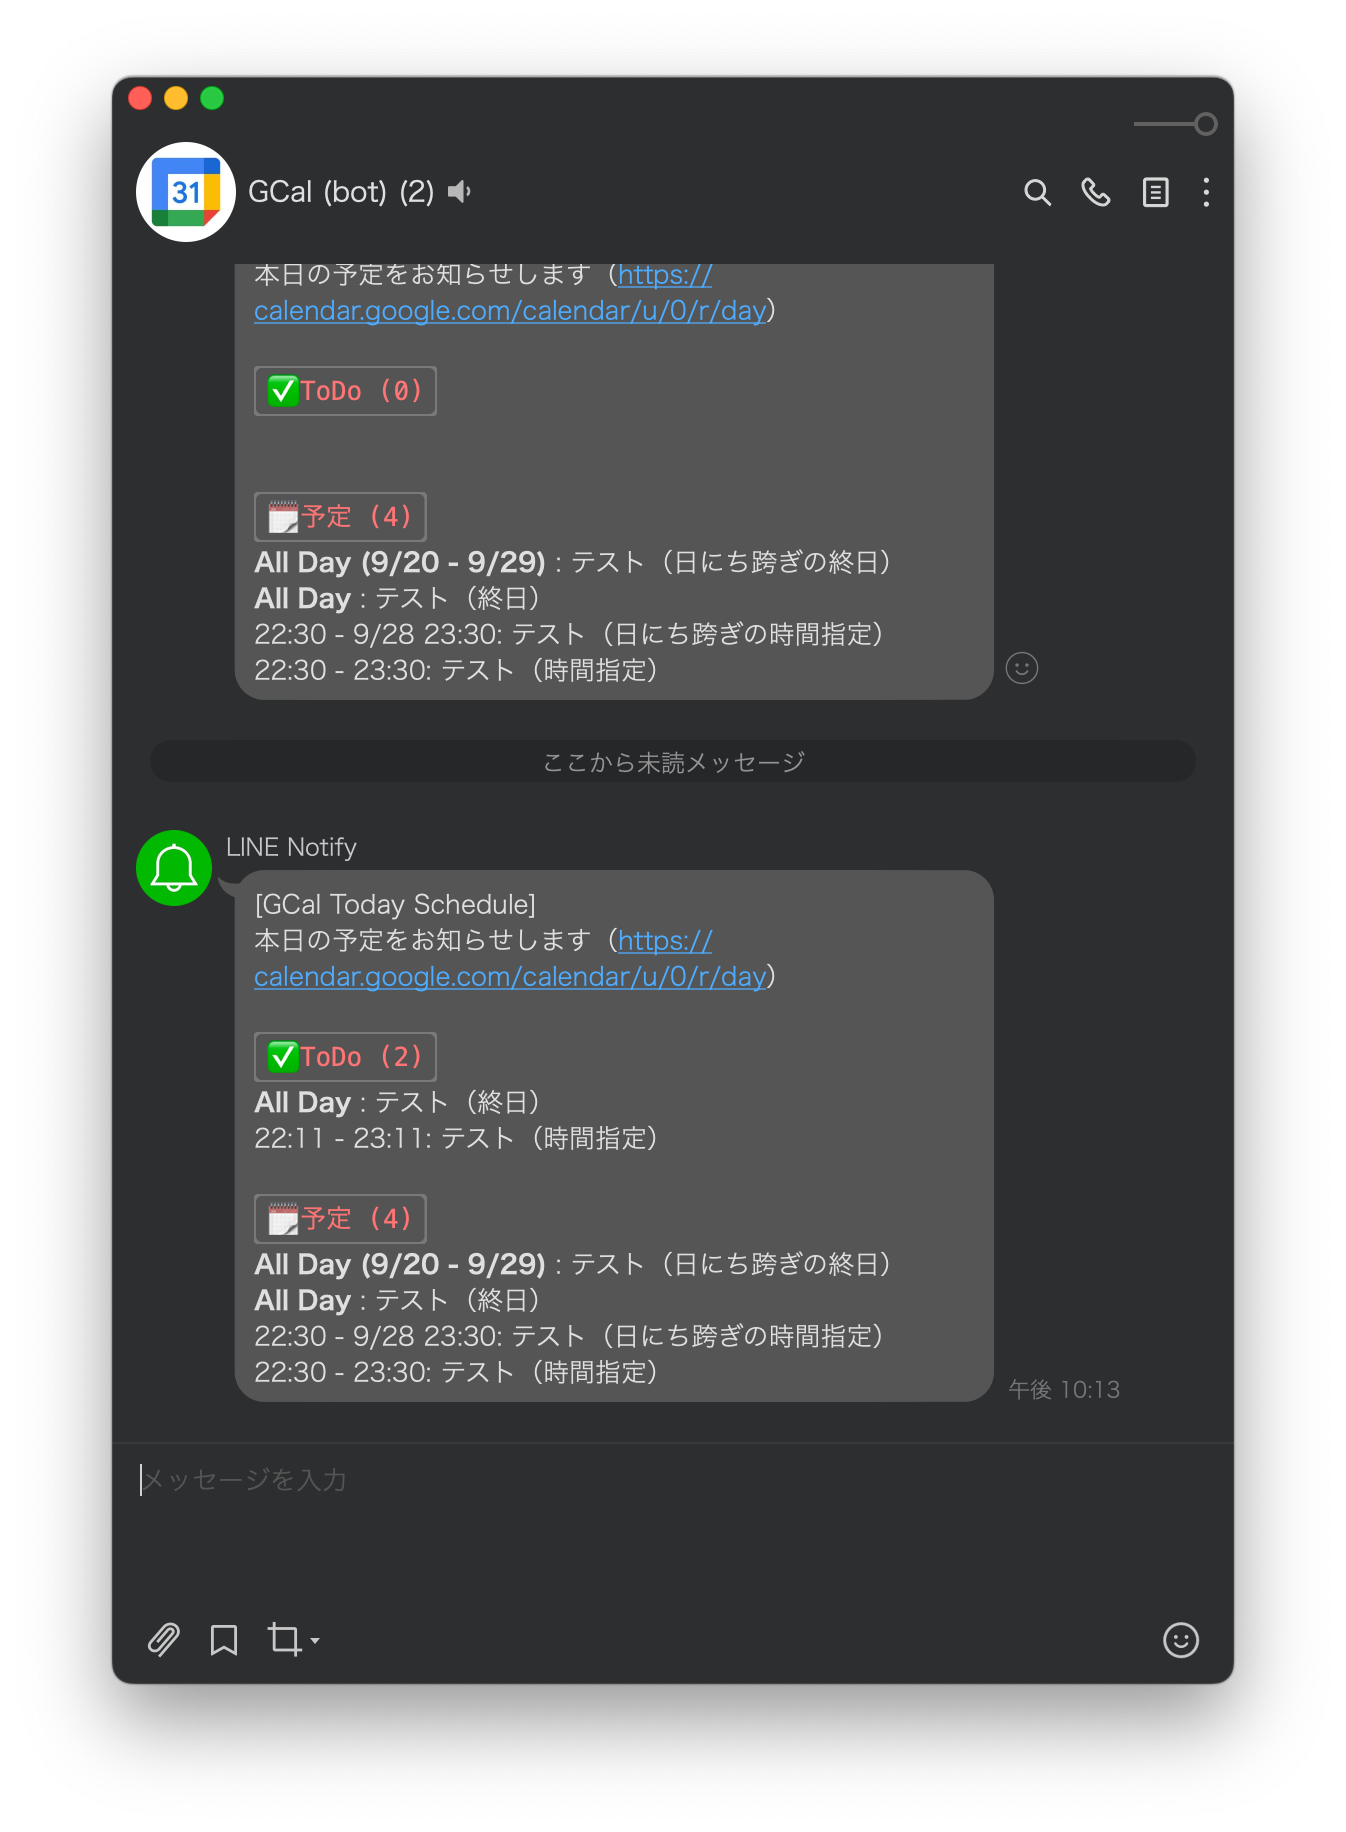 31
GCal (bot) (2)
本日の予定をお知らせします（https://
calendar.google.com/calendar/u/0/r/day）
✅ToDo (0)
🗓予定 (4)
All Day (9/20 - 9/29) : テスト（日にち跨ぎの終日）
All Day : テスト（終日）
22:30 - 9/28 23:30: テスト（日にち跨ぎの時間指定）
22:30 - 23:30: テスト（時間指定）
ここから未読メッセージ
LINE Notify
[GCal Today Schedule]
本日の予定をお知らせします（https://
calendar.google.com/calendar/u/0/r/day）
✅ToDo (2)
All Day : テスト（終日）
22:11 - 23:11: テスト（時間指定）
🗓予定 (4)
All Day (9/20 - 9/29) : テスト（日にち跨ぎの終日）
All Day : テスト（終日）
22:30 - 9/28 23:30: テスト（日にち跨ぎの時間指定）
22:30 - 23:30: テスト（時間指定）
午後 10:13
メッセージを入力